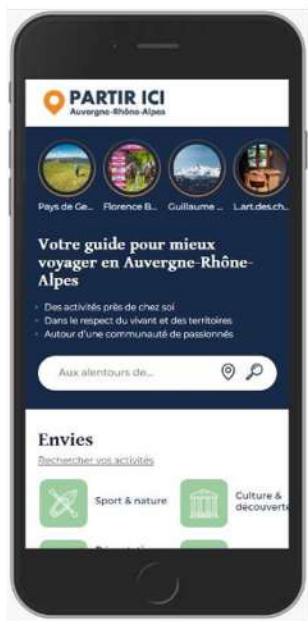 PARTIR ICI
Auvergne-Rhône-Alpes
Pays de Ge... Florence B... Guillaume ... L.art.des.ch...
Votre guide pour mieux
voyager en Auvergne-Rhône-
Alpes
Des activités près de chez soi
Dans le respect du vivant et des territoires
Autour d'une communauté de passionnés
Aux alentours de...
Envies
Rechercher vos activités
Sport & nature
Culture &
découverte